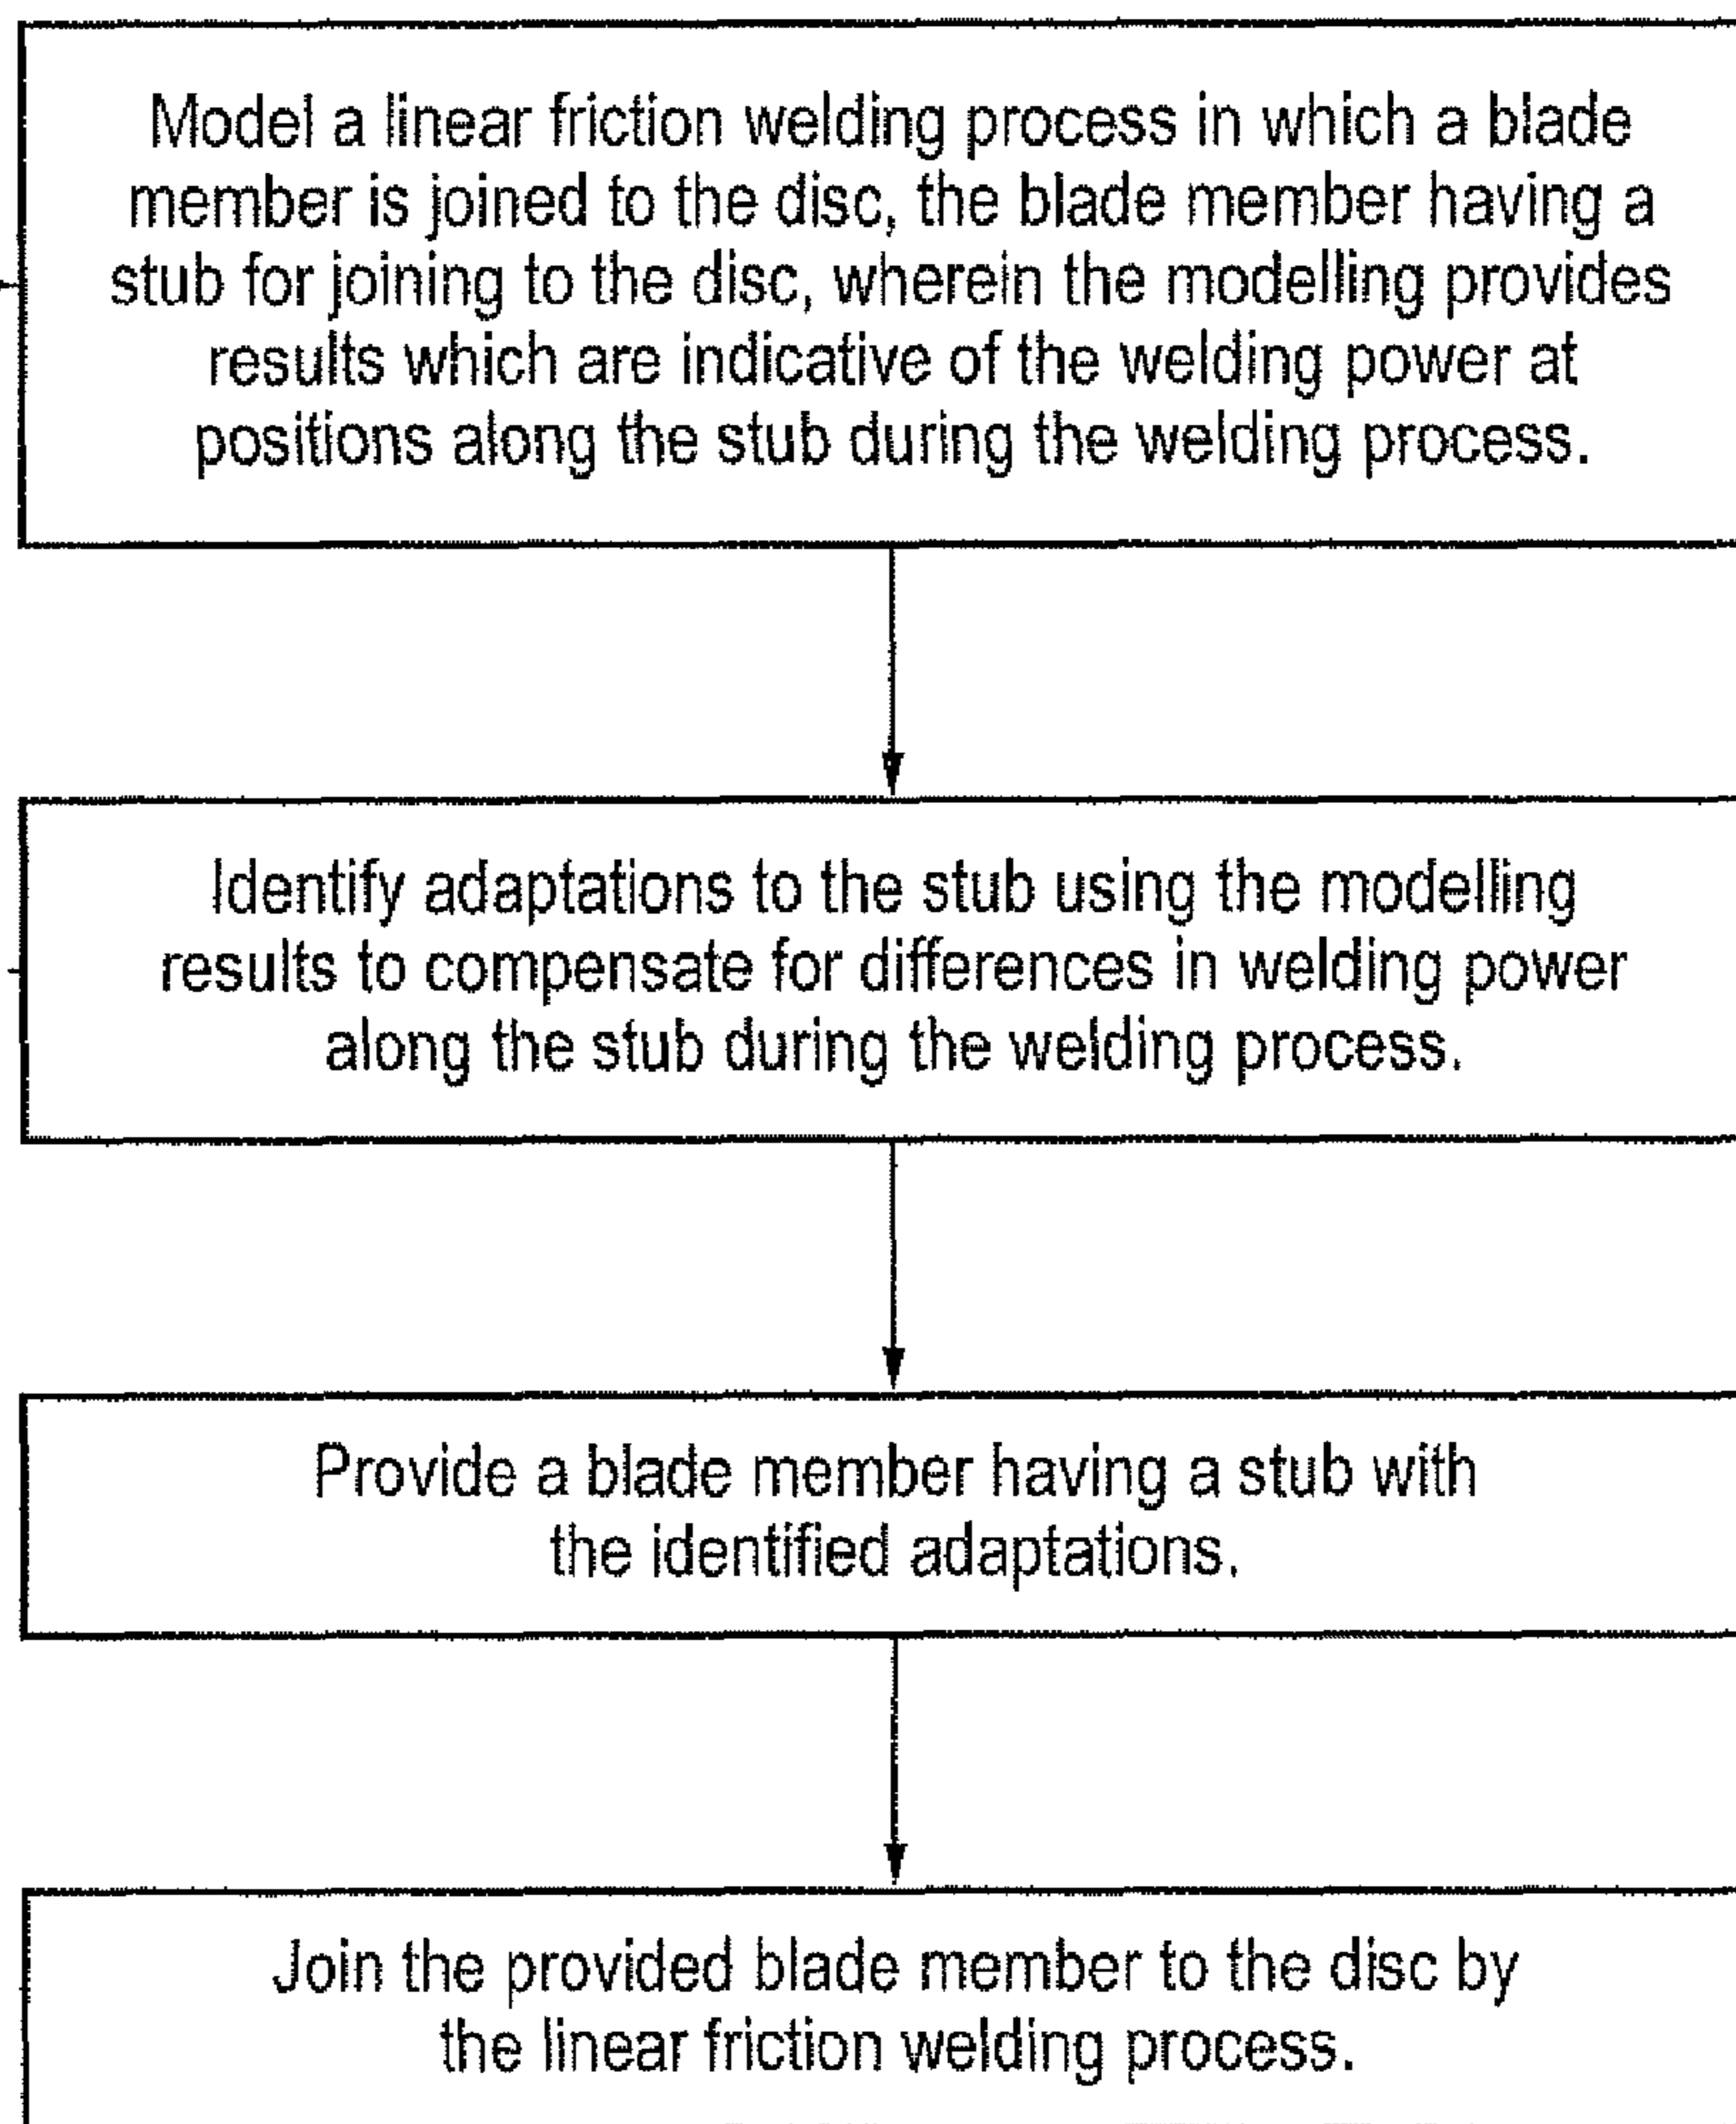 Model a linear friction welding process in which a blade
member is joined to the disc, the blade member having a
stub for joining to the disc, wherein the modelling provides
results which are indicative of the welding power at
positions along the stub during the welding process.
Identify adaptations to the stub using the modelling
results to compensate for differences in welding power
along the stub during the welding process.
Provide a blade member having a stub with
the identified adaptations.
Join the provided blade member to the disc by
the linear friction welding process.